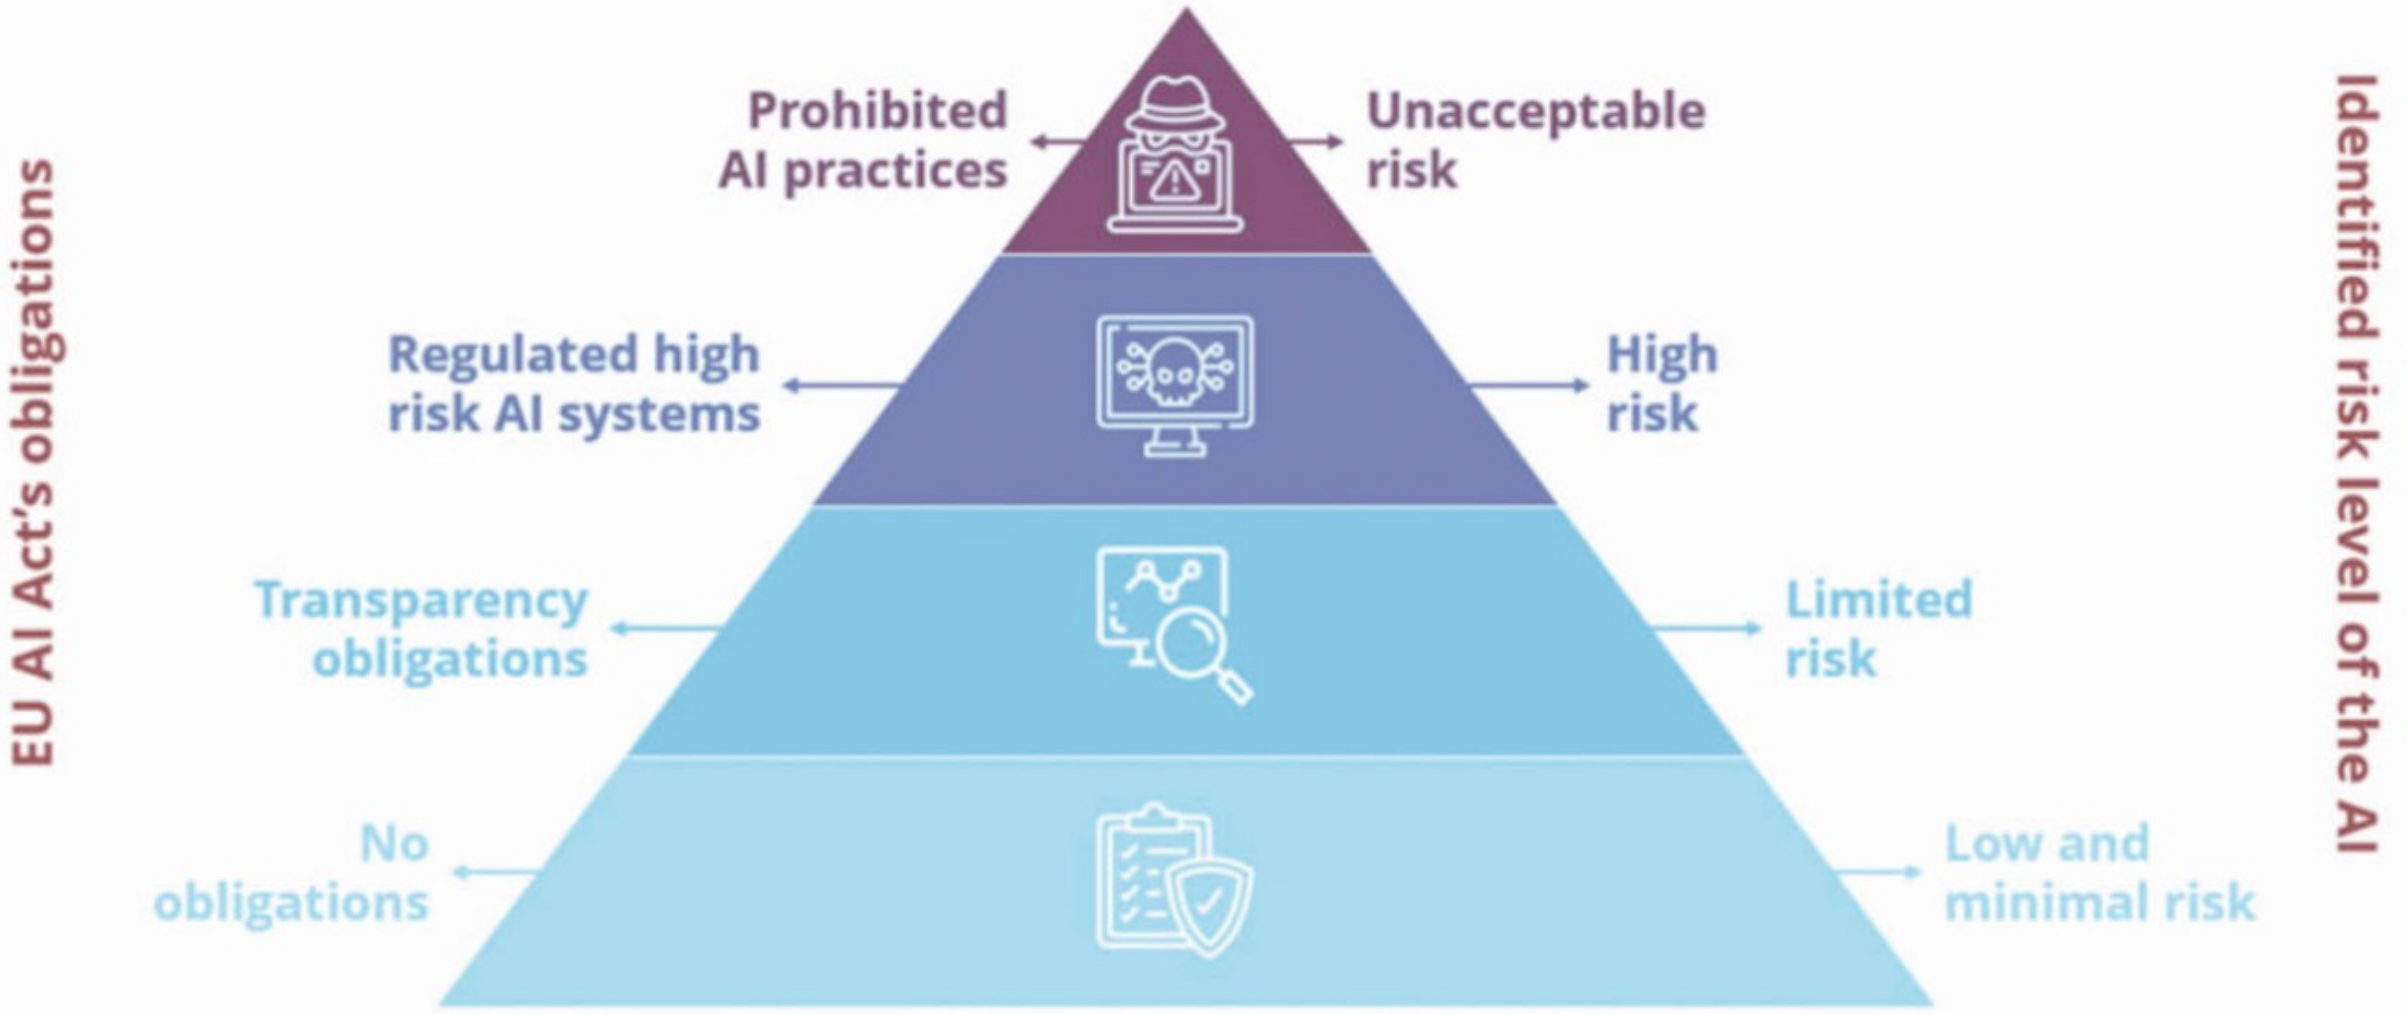 EU AI Act's obligations
Identified risk level of the AI
Prohibited
AI practices
Unacceptable
risk
Regulated high
risk AI systems
High
risk
Transparency
obligations
Limited
risk
No
obligations
Low and
minimal risk